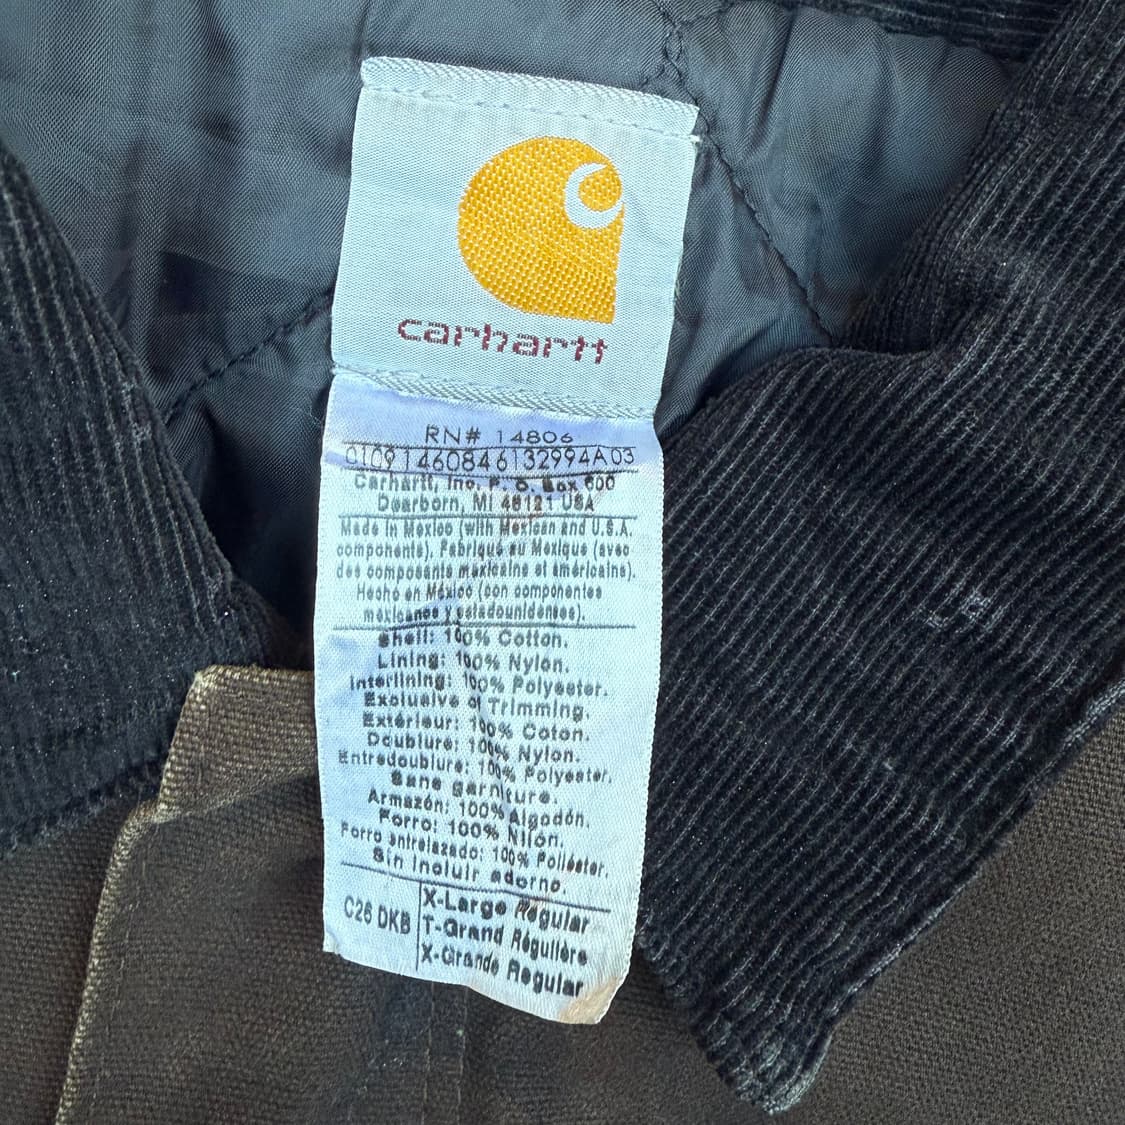 carhartt
RN# 14806
0109146084613299​4A03
Carhartt, Inc. P. O. Box 600
Dearborn, MI 48121 USA
Made in Mexico (with Mexican and U.S.A.
components). Fabriqué au Mexique (avec
des composants mexicains et américains).
Hecho en México (con componentes
mexicanos y estadounidenses).
Shell: 100% Cotton.
Lining: 100% Nylon.
Interlining: 100% Polyester.
Exclusive of Trimming.
Extérieur: 100% Coton.
Doublure: 100% Nylon.
Entredoublure: 100% Polyester.
Sans garniture.
Armazón: 100% Algodón.
Forro: 100% Nilón.
Forro entrelazado: 100% Poliéster.
Sin incluir adorno.
C26 DKB
X-Large Regular
T-Grand Régulière
X-Grande Regular